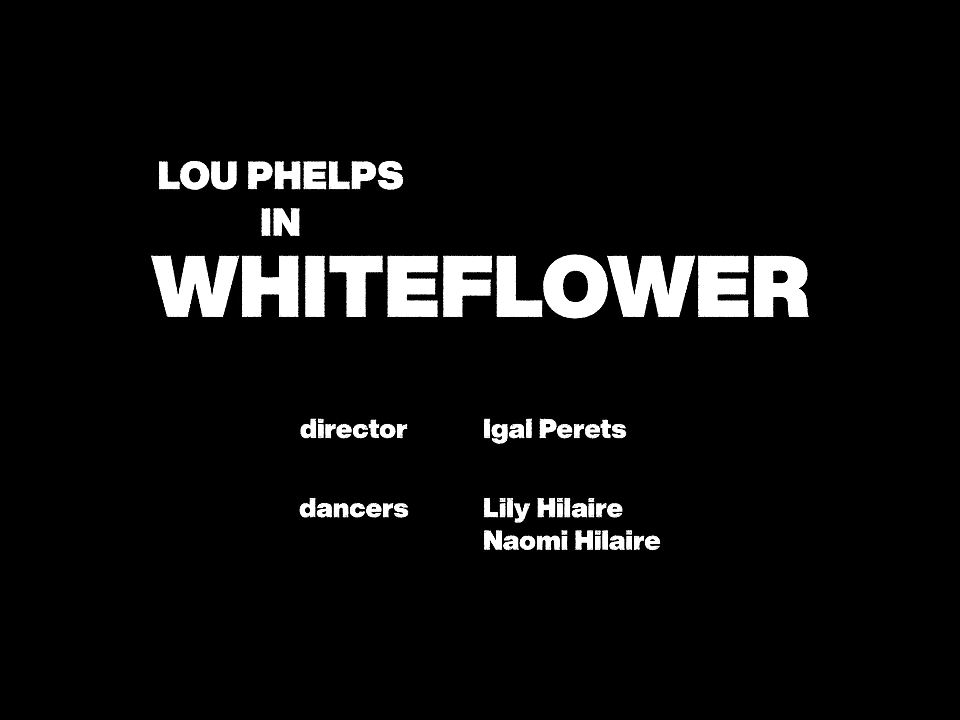 LOU PHELPS
IN
WHITEFLOWER
director Igal Perets
dancers Lily Hilaire
Naomi Hilaire